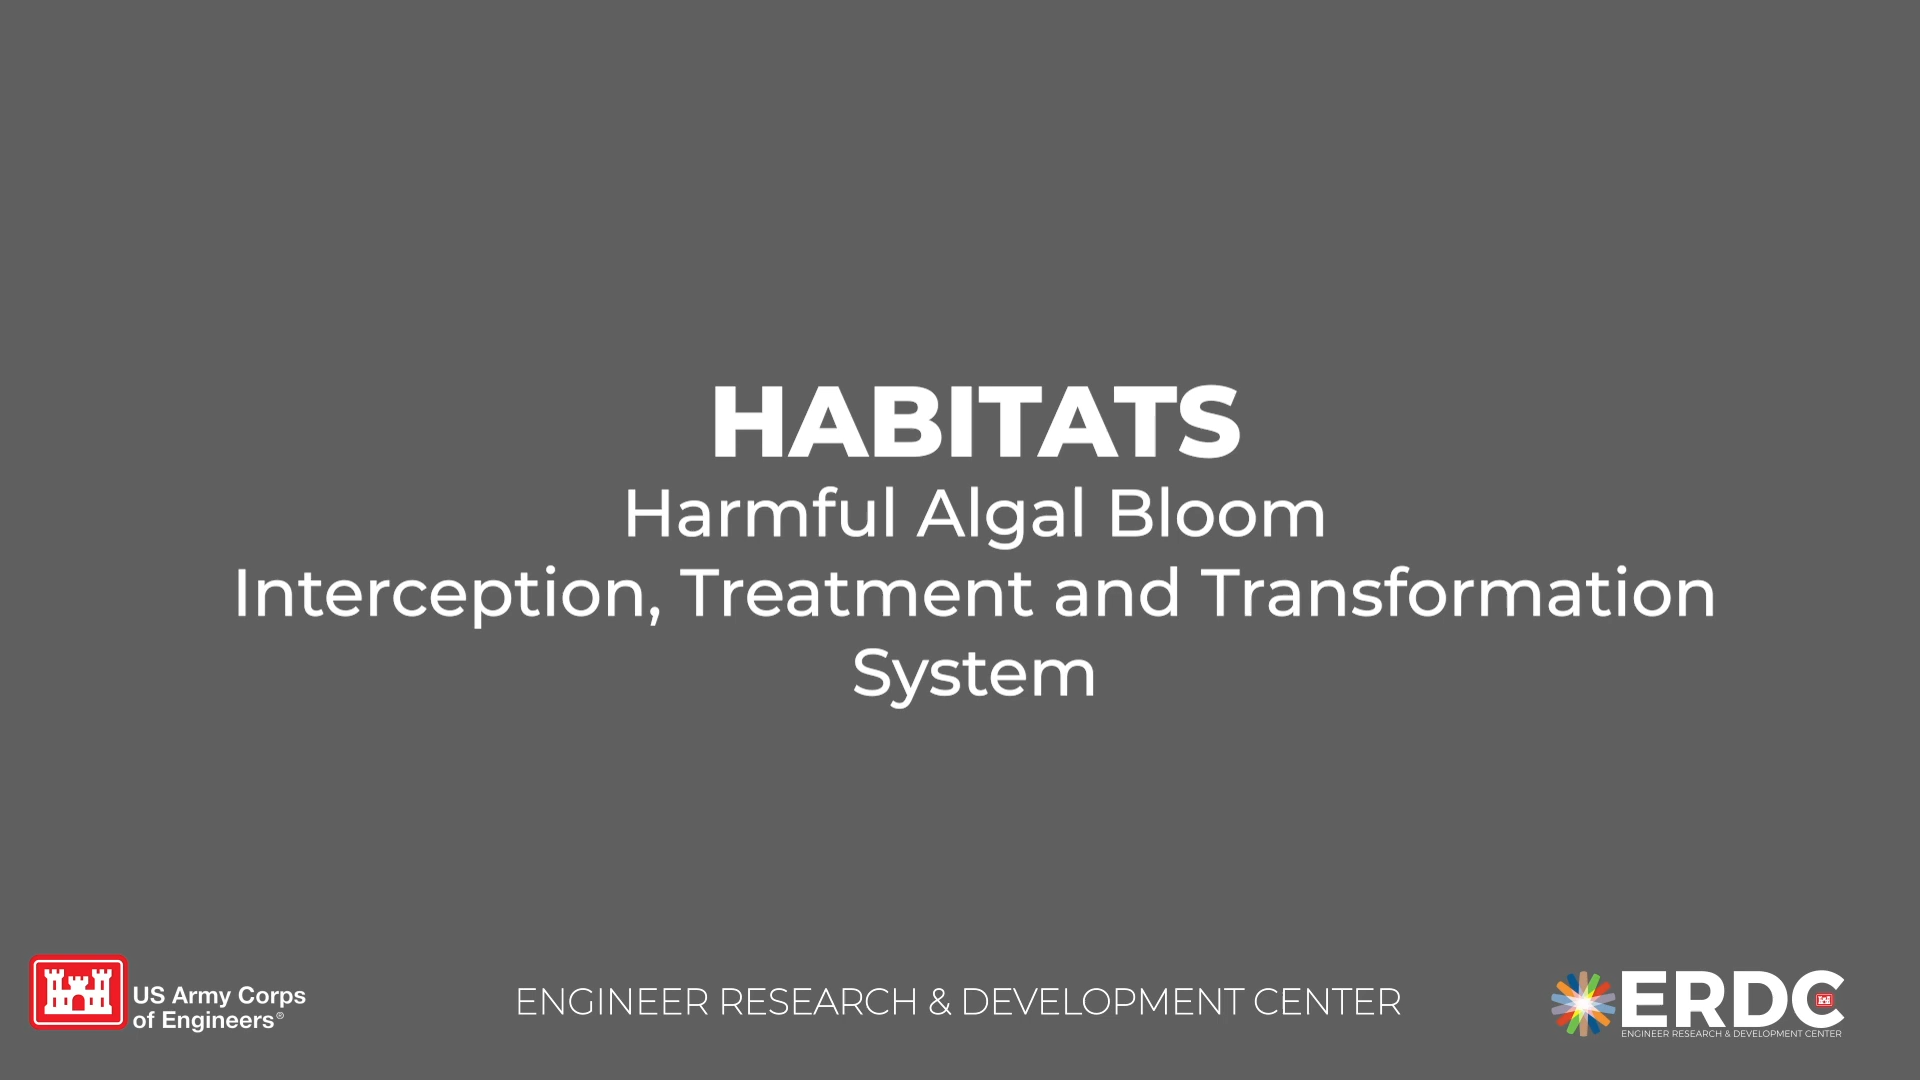 HABITATS
Harmful Algal Bloom
Interception, Treatment and Transformation
System
US Army Corps
of Engineers®
ENGINEER RESEARCH & DEVELOPMENT CENTER
ERDC
ENGINEER RESEARCH & DEVELOPMENT CENTER